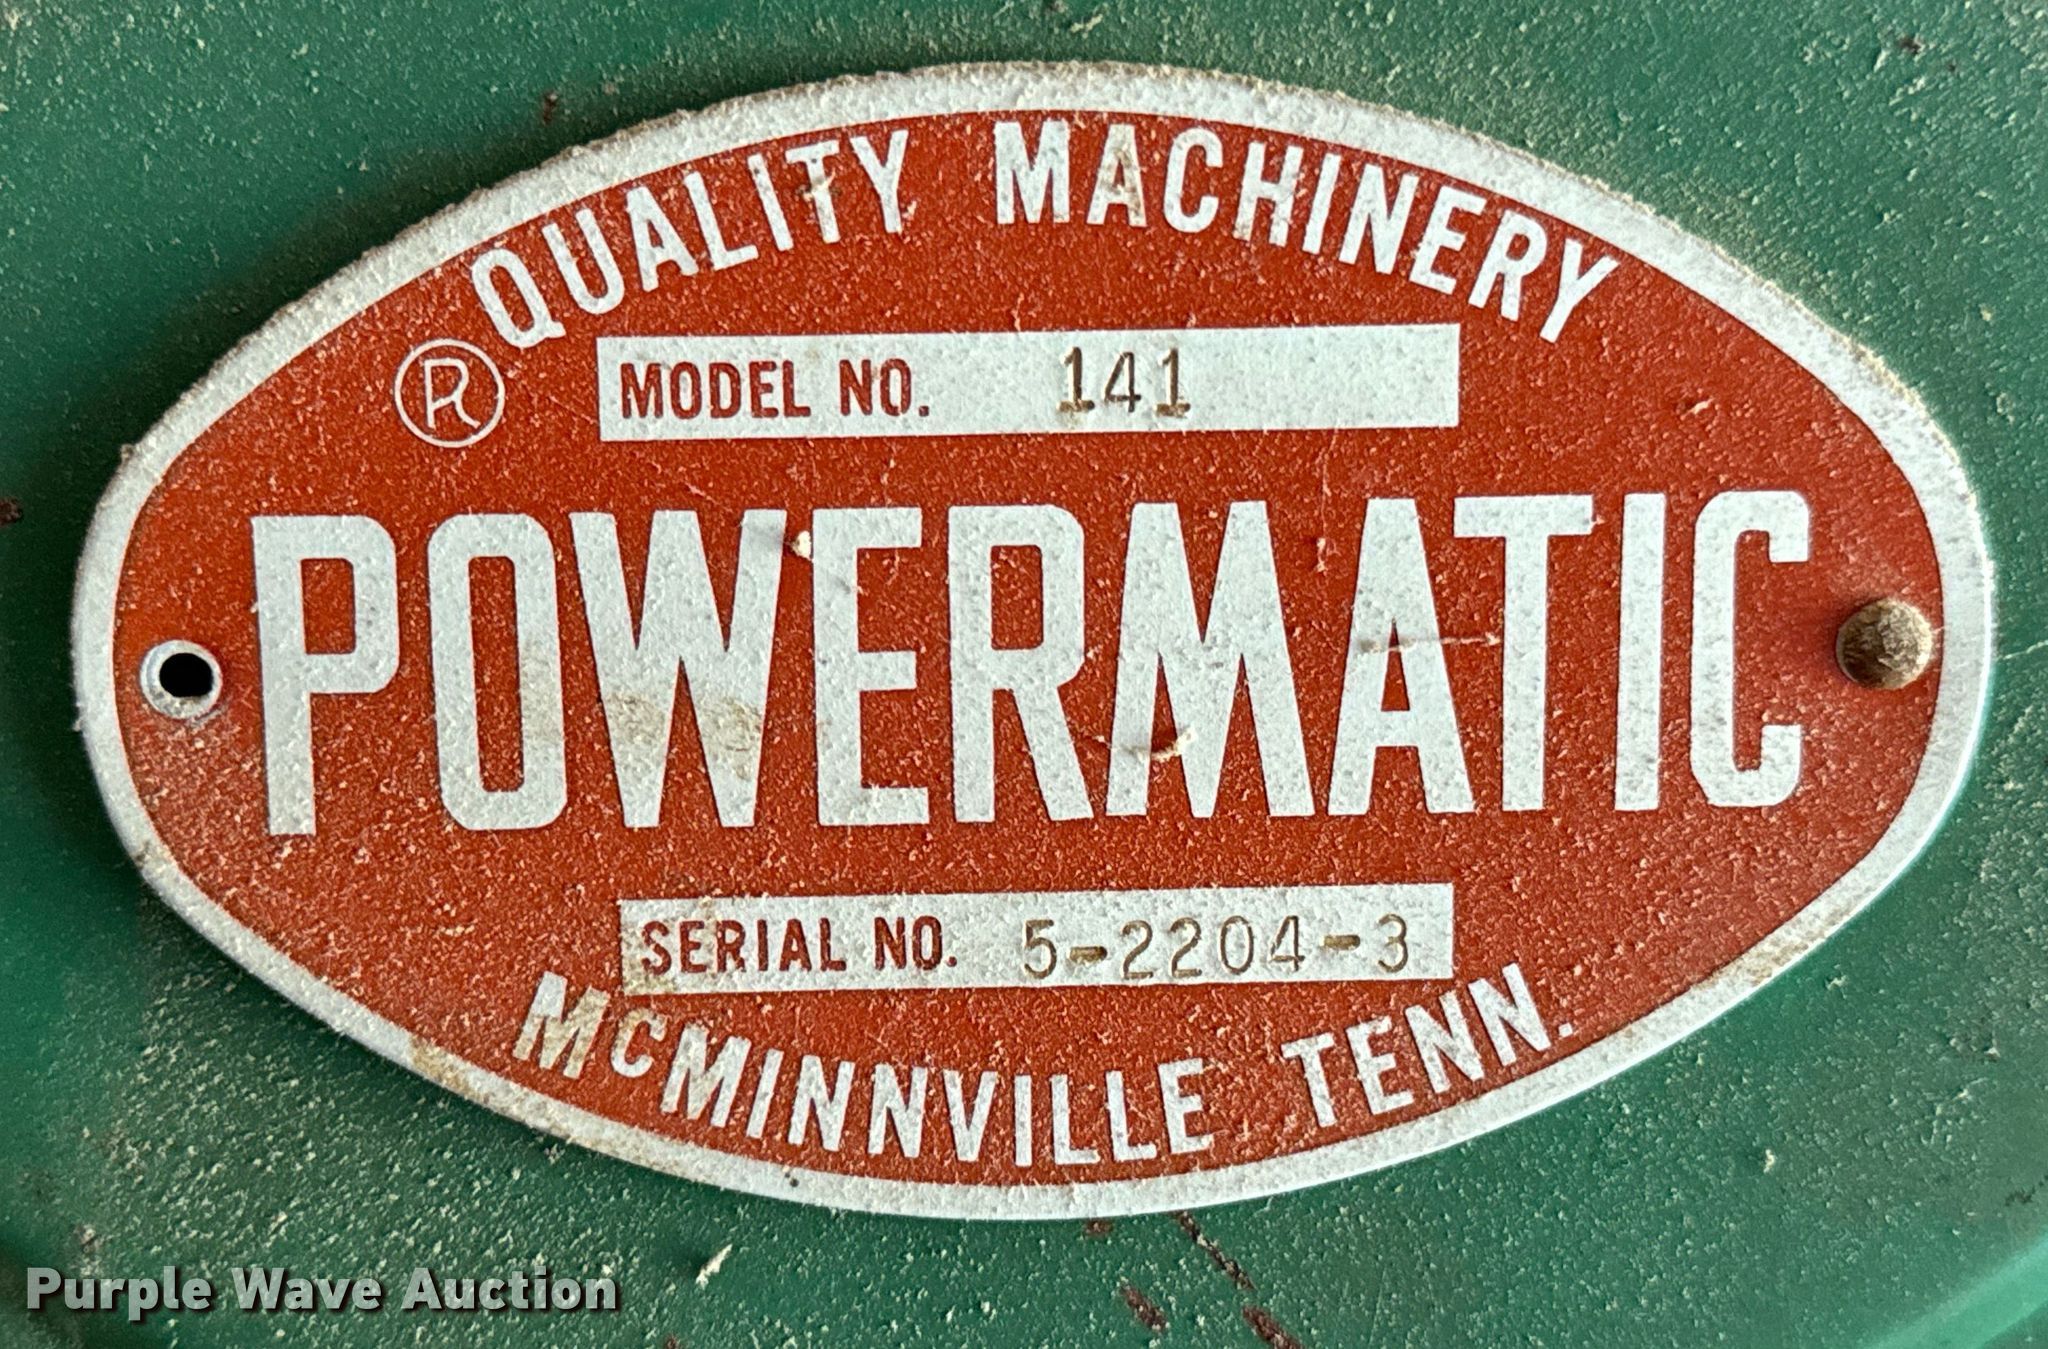 QUALITY MACHINERY
®
MODEL NO. 141
POWERMATIC
SERIAL NO. 5-2204-3
McMINNVILLE TENN.
Purple Wave Auction